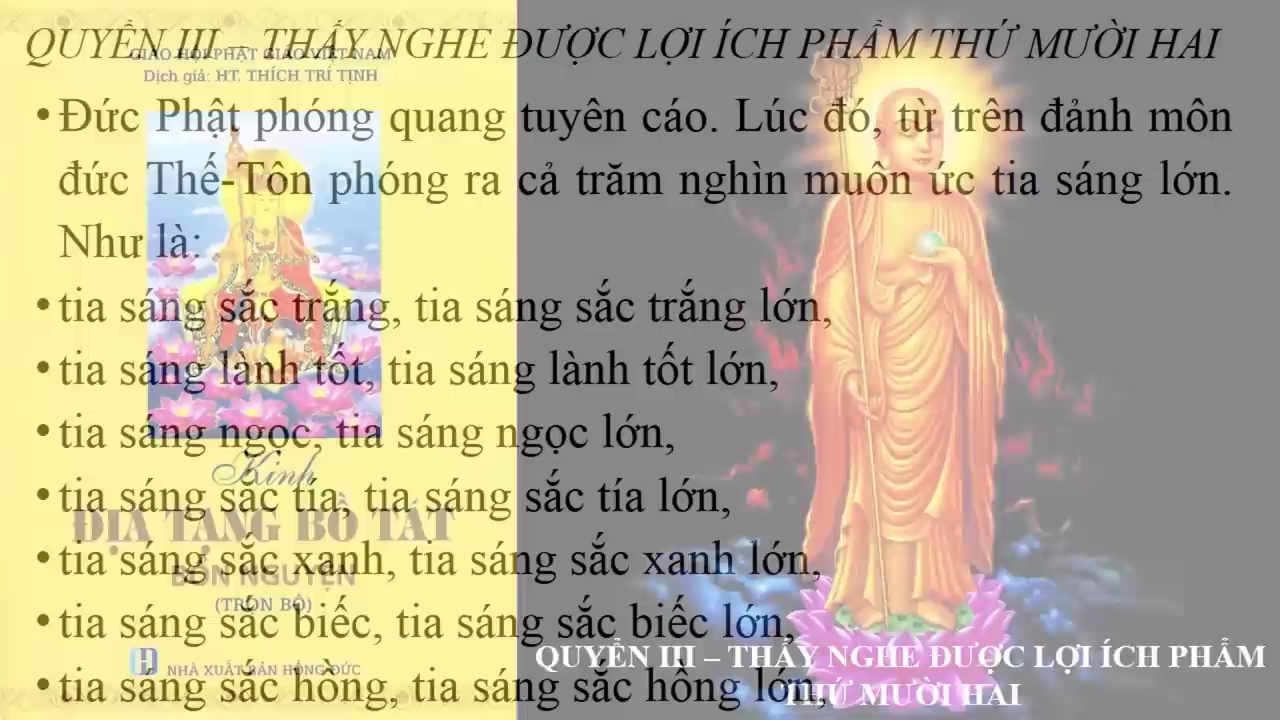 QUYỂN III – THẤY NGHE ĐƯỢC LỢI ÍCH PHẨM THỨ MƯỜI HAI
GIÁO HỘI PHẬT GIÁO VIỆT NAM
Dịch giả: HT. THÍCH TRÍ TỊNH
• Đức Phật phóng quang tuyên cáo. Lúc đó, từ trên đảnh môn
đức Thế-Tôn phóng ra cả trăm nghìn muôn ức tia sáng lớn.
Như là:
• tia sáng sắc trắng, tia sáng sắc trắng lớn,
• tia sáng lành tốt, tia sáng lành tốt lớn,
• tia sáng ngọc, tia sáng ngọc lớn,
Kinh
• tia sáng sắc tía, tia sáng sắc tía lớn,
ĐỊA TẠNG BỒ TÁT
• tia sáng sắc xanh, tia sáng sắc xanh lớn,
BỔN NGUYỆN
(TRỌN BỘ)
• tia sáng sắc biếc, tia sáng sắc biếc lớn,
NHÀ XUẤT BẢN HỒNG ĐỨC
• tia sáng sắc hồng, tia sáng sắc hồng lớn,
QUYỂN III – THẤY NGHE ĐƯỢC LỢI ÍCH PHẨM
THỨ MƯỜI HAI